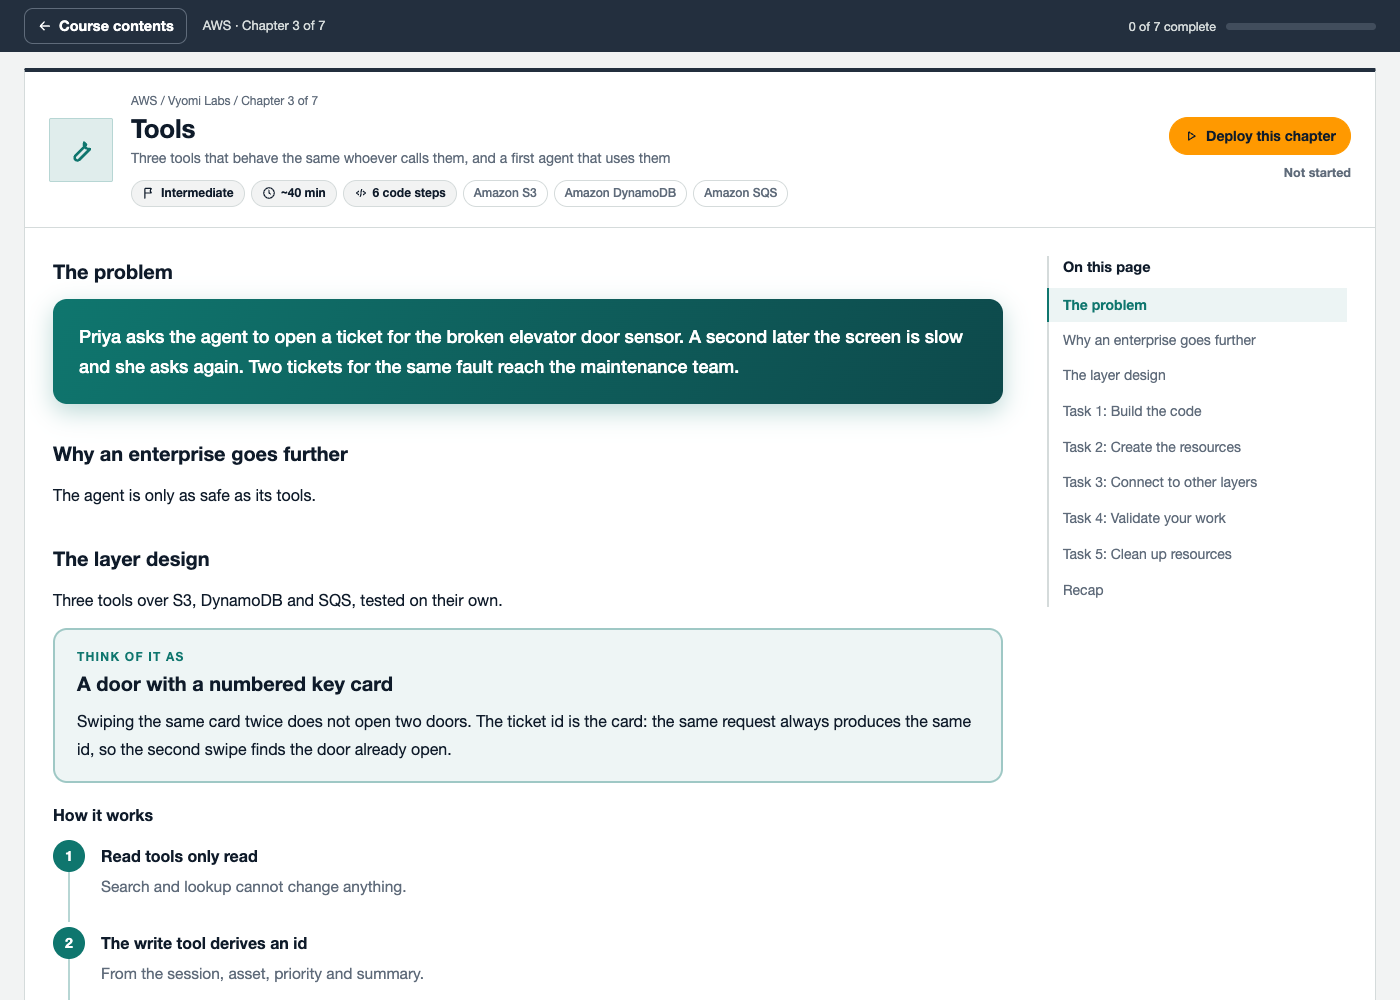 Course contents
AWS · Chapter 3 of 7
0 of 7 complete
AWS / Vyomi Labs / Chapter 3 of 7
Tools
Three tools that behave the same whoever calls them, and a first agent that uses them
Intermediate
~40 min
6 code steps
Amazon S3
Amazon DynamoDB
Amazon SQS
Deploy this chapter
Not started
The problem
Priya asks the agent to open a ticket for the broken elevator door sensor. A second later the screen is slow
and she asks again. Two tickets for the same fault reach the maintenance team.
Why an enterprise goes further
The agent is only as safe as its tools.
The layer design
Three tools over S3, DynamoDB and SQS, tested on their own.
THINK OF IT AS
A door with a numbered key card
Swiping the same card twice does not open two doors. The ticket id is the card: the same request always produces the same
id, so the second swipe finds the door already open.
How it works
1
Read tools only read
Search and lookup cannot change anything.
2
The write tool derives an id
From the session, asset, priority and summary.
On this page
The problem
Why an enterprise goes further
The layer design
Task 1: Build the code
Task 2: Create the resources
Task 3: Connect to other layers
Task 4: Validate your work
Task 5: Clean up resources
Recap